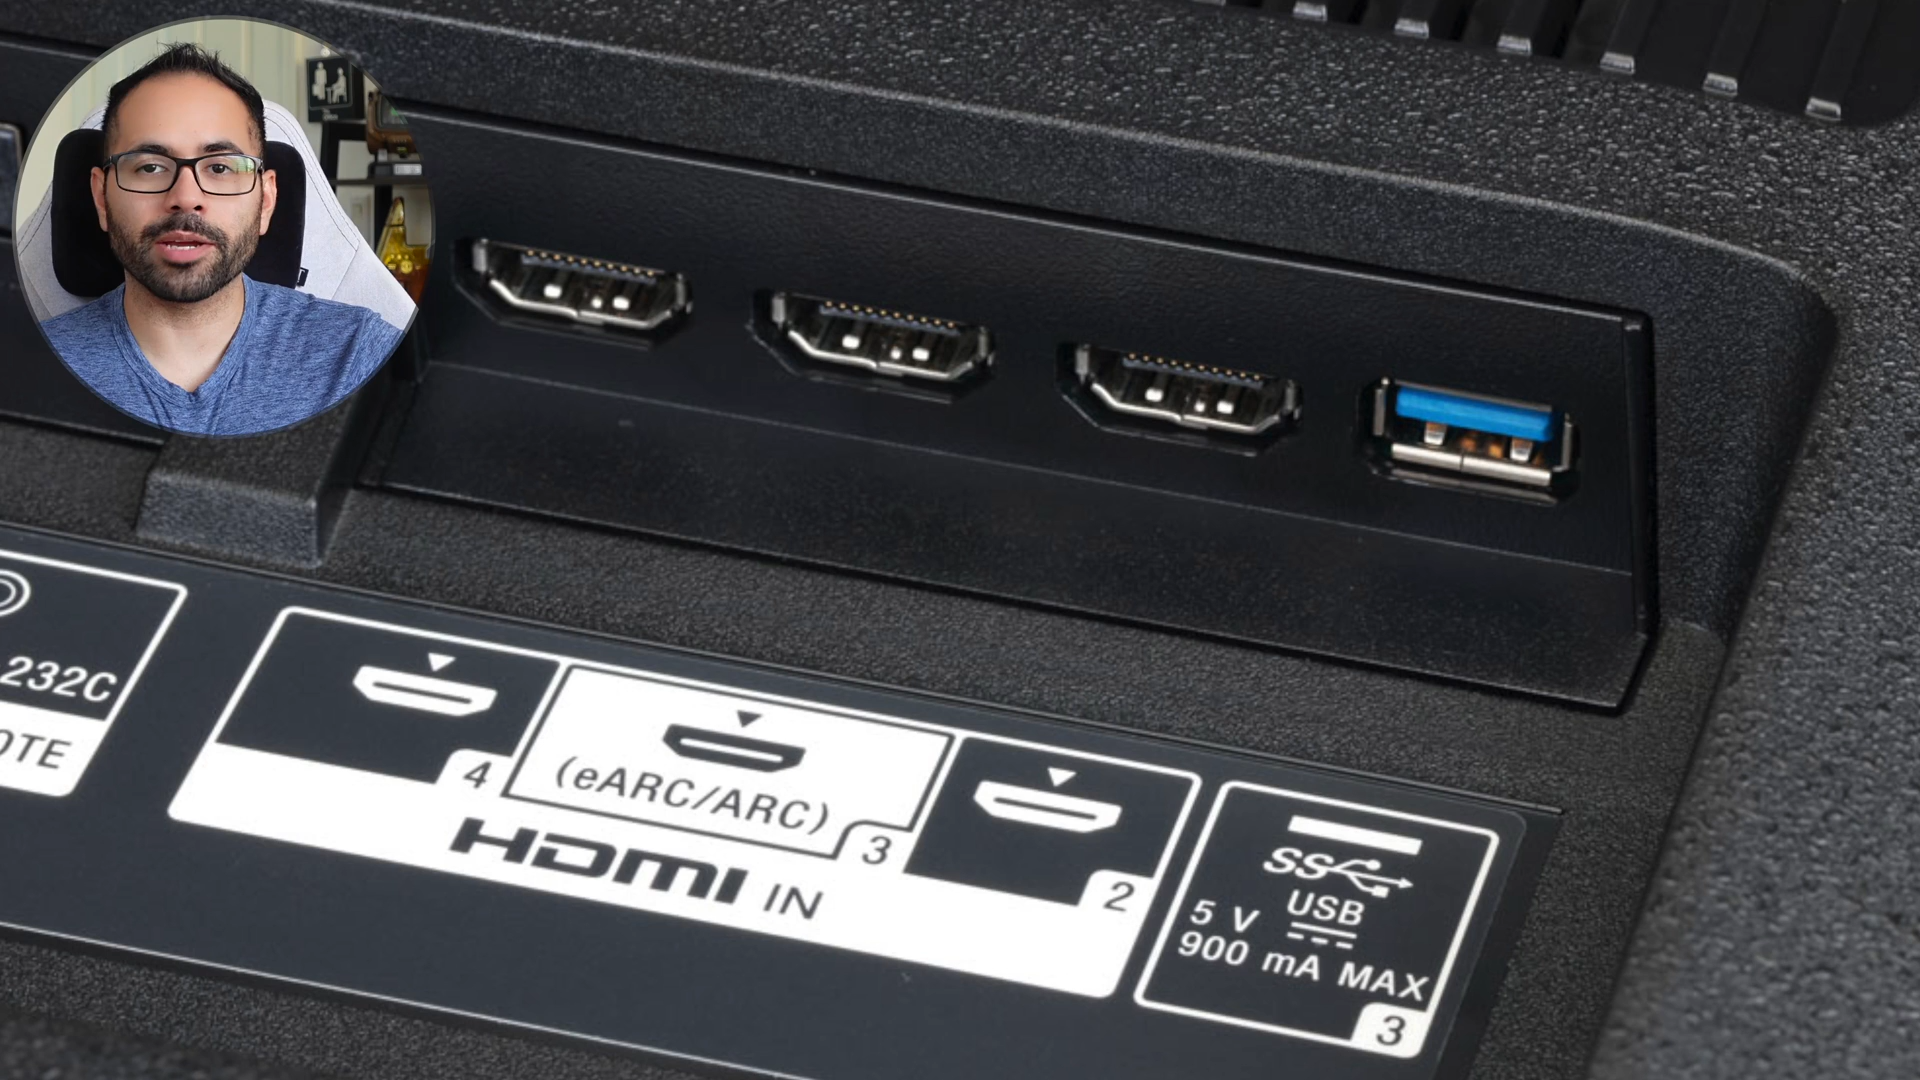 232C
OTE
4
(eARC/ARC)
3
2
HDMI IN
SS
USB
5 V
900 mA MAX
3